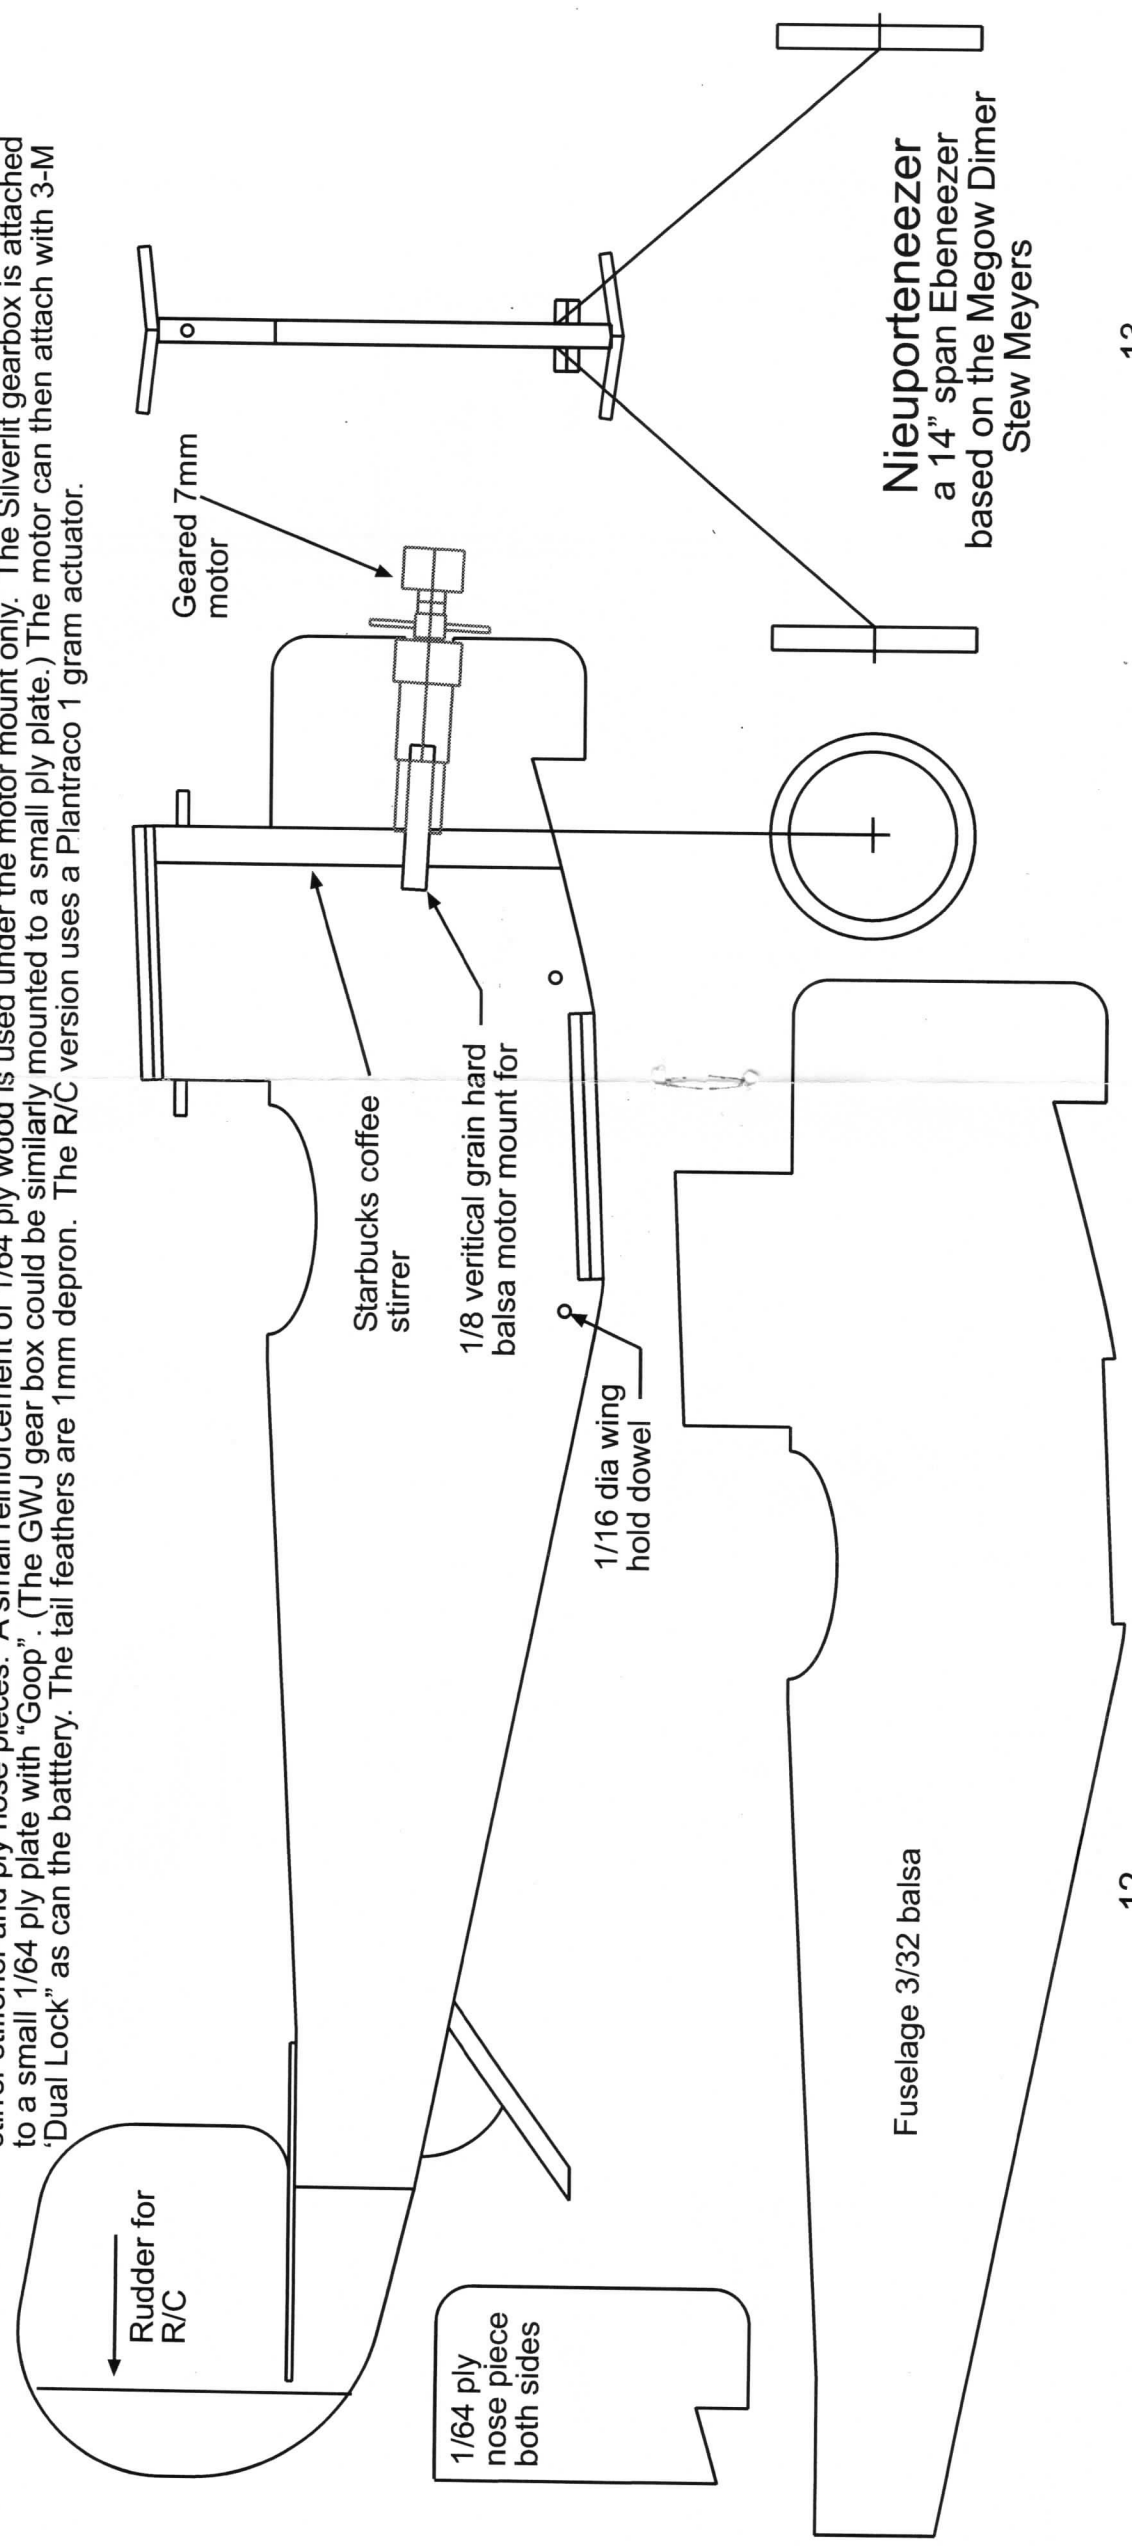 stirrer stiffener and ply nose pieces. A small reinforcement of 1/64 ply wood is used under the motor mount only. The Silverlit gearbox is attached
to a small 1/64 ply plate with “Goop”. (The GWJ gear box could be similarly mounted to a small ply plate.) The motor can then attach with 3-M
‘Dual Lock” as can the batttery. The tail feathers are 1mm depron. The R/C version uses a Plantraco 1 gram actuator.
Rudder for
R/C
Geared 7mm
motor
Starbucks coffee
stirrer
1/8 veritical grain hard
balsa motor mount for
1/16 dia wing
hold dowel
1/64 ply
nose piece
both sides
Fuselage 3/32 balsa
Nieuporteneezer
a 14” span Ebeneezer
based on the Megow Dimer
Stew Meyers
12
13